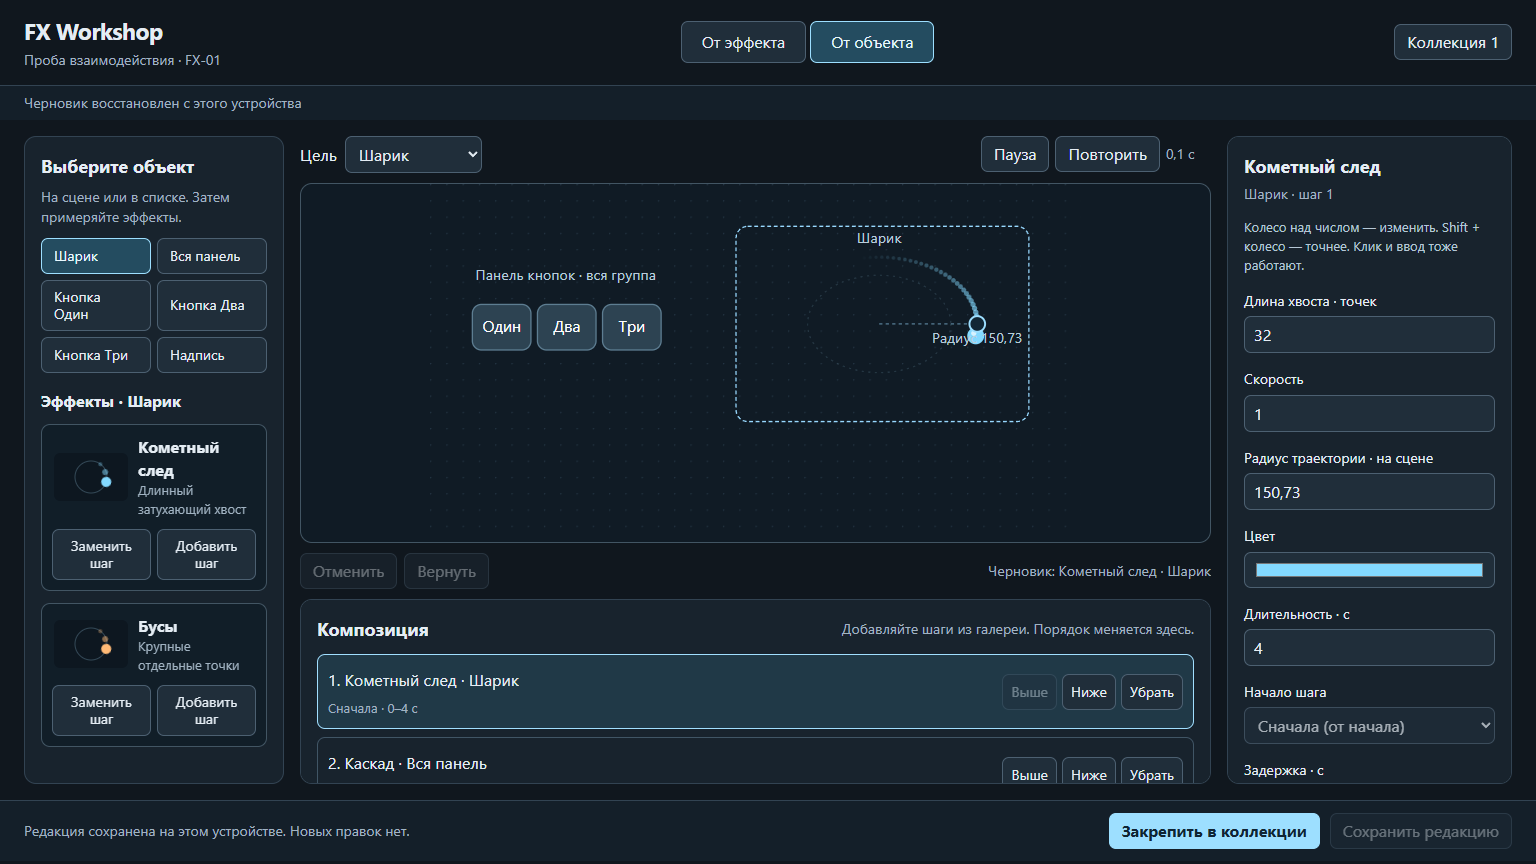 FX Workshop
Проба взаимодействия · FX-01
От эффекта
От объекта
Коллекция 1
Черновик восстановлен с этого устройства
Выберите объект
На сцене или в списке. Затем
примеряйте эффекты.
Шарик
Вся панель
Кнопка
Один
Кнопка Два
Кнопка Три
Надпись
Эффекты · Шарик
Кометный
след
Длинный
затухающий хвост
Заменить
шаг
Добавить
шаг
Бусы
Крупные
отдельные точки
Заменить
шаг
Добавить
шаг
Цель
Шарик
Пауза
Повторить
0,1 с
Панель кнопок · вся группа
Один
Два
Три
Шарик
Радиус 150,73
Отменить
Вернуть
Черновик: Кометный след · Шарик
Композиция
Добавляйте шаги из галереи. Порядок меняется здесь.
1. Кометный след · Шарик
Сначала · 0–4 с
Выше
Ниже
Убрать
2. Каскад · Вся панель
Выше
Ниже
Убрать
Кометный след
Шарик · шаг 1
Колесо над числом — изменить. Shift +
колесо — точнее. Клик и ввод тоже
работают.
Длина хвоста · точек
32
Скорость
1
Радиус траектории · на сцене
150,73
Цвет
Длительность · с
4
Начало шага
Сначала (от начала)
Задержка · с
Редакция сохранена на этом устройстве. Новых правок нет.
Закрепить в коллекции
Сохранить редакцию